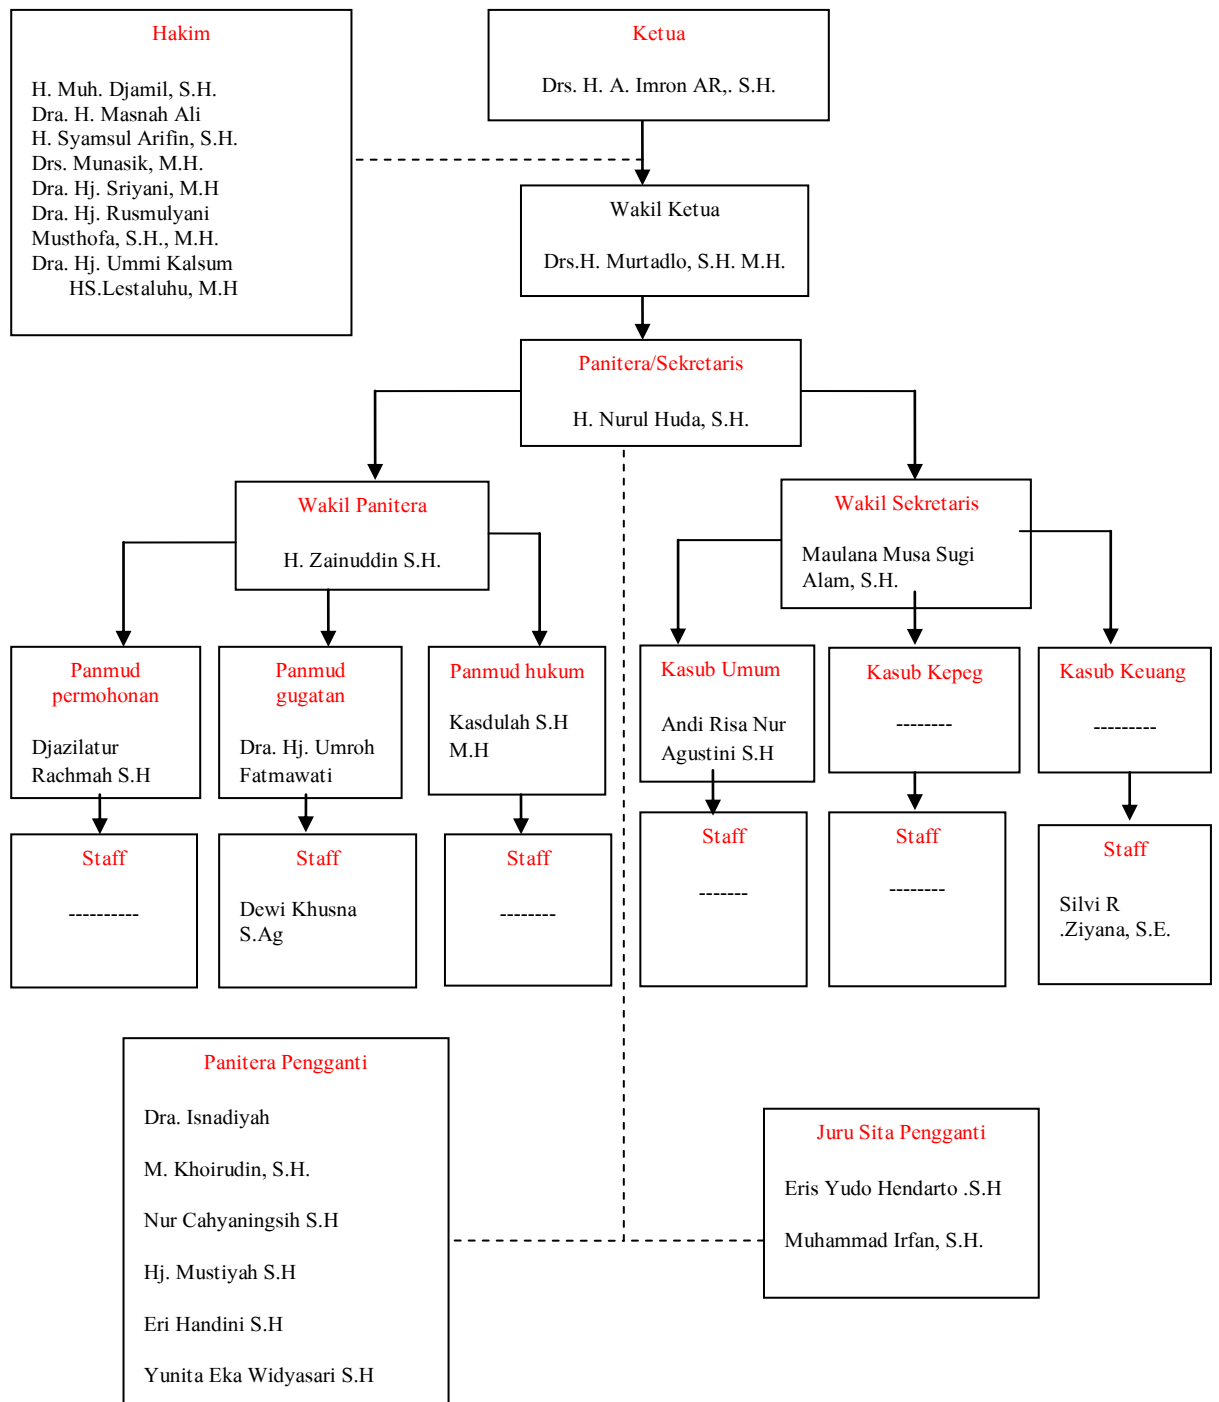 Hakim
H. Muh. Djamil, S.H.
Dra. H. Masnah Ali
H. Syamsul Arifin, S.H.
Drs. Munasik, M.H.
Dra. Hj. Sriyani, M.H
Dra. Hj. Rusmulyani
Musthofa, S.H., M.H.
Dra. Hj. Ummi Kalsum
HS.Lestaluhu, M.H
Ketua
Drs. H. A. Imron AR,. S.H.
Wakil Ketua
Drs.H. Murtadlo, S.H. M.H.
Panitera/Sekretaris
H. Nurul Huda, S.H.
Wakil Panitera
H. Zainuddin S.H.
Wakil Sekretaris
Maulana Musa Sugi
Alam, S.H.
Panmud
permohonan
Djazilatur
Rachmah S.H
Panmud
gugatan
Dra. Hj. Umroh
Fatmawati
Panmud hukum
Kasdulah S.H
M.H
Kasub Umum
Andi Risa Nur
Agustini S.H
Kasub Kepeg
--------
Kasub Keuang
---------
Staff
----------
Staff
Dewi Khusna
S.Ag
Staff
--------
Staff
-------
Staff
--------
Staff
Silvi R
.Ziyana, S.E.
Panitera Pengganti
Dra. Isnadiyah
M. Khoirudin, S.H.
Nur Cahyaningsih S.H
Hj. Mustiyah S.H
Eri Handini S.H
Yunita Eka Widyasari S.H
Juru Sita Pengganti
Eris Yudo Hendarto .S.H
Muhammad Irfan, S.H.